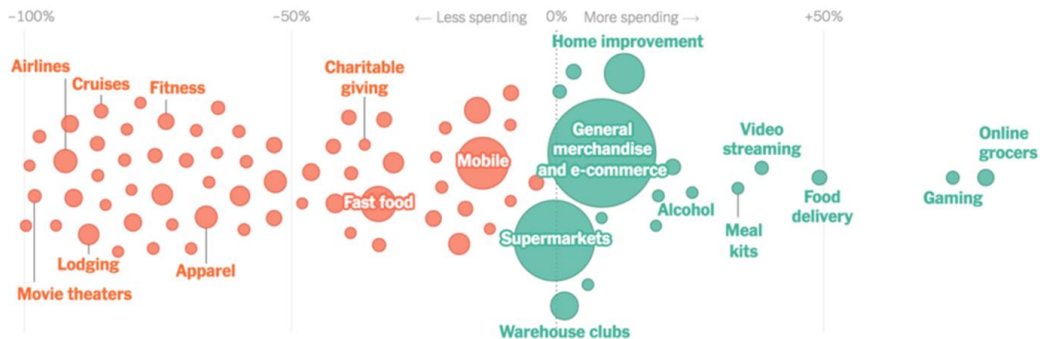 -100%
-50%
← Less spending
0%
More spending →
+50%
Home improvement
Airlines
Cruises
Fitness
Charitable
giving
General
merchandise
and e-commerce
Mobile
Video
streaming
Online
grocers
Fast food
Alcohol
Food
delivery
Gaming
Meal
kits
Supermarkets
Lodging
Apparel
Movie theaters
Warehouse clubs